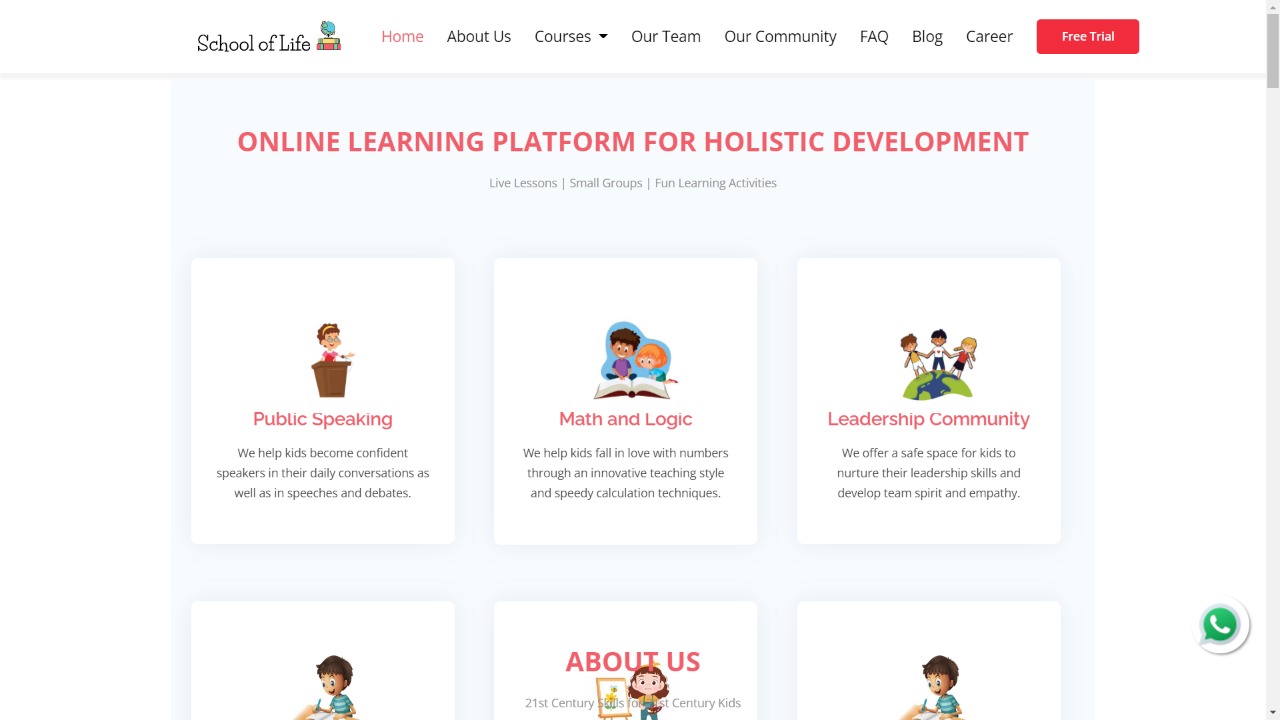 School of Life
Home About Us Courses Our Team Our Community FAQ Blog Career Free Trial
ONLINE LEARNING PLATFORM FOR HOLISTIC DEVELOPMENT
Live Lessons | Small Groups | Fun Learning Activities
Public Speaking
We help kids become confident
speakers in their daily conversations as
well as in speeches and debates.
Math and Logic
We help kids fall in love with numbers
through an innovative teaching style
and speedy calculation techniques.
Leadership Community
We offer a safe space for kids to
nurture their leadership skills and
develop team spirit and empathy.
ABOUT US
21st Century Skills for 21st Century Kids